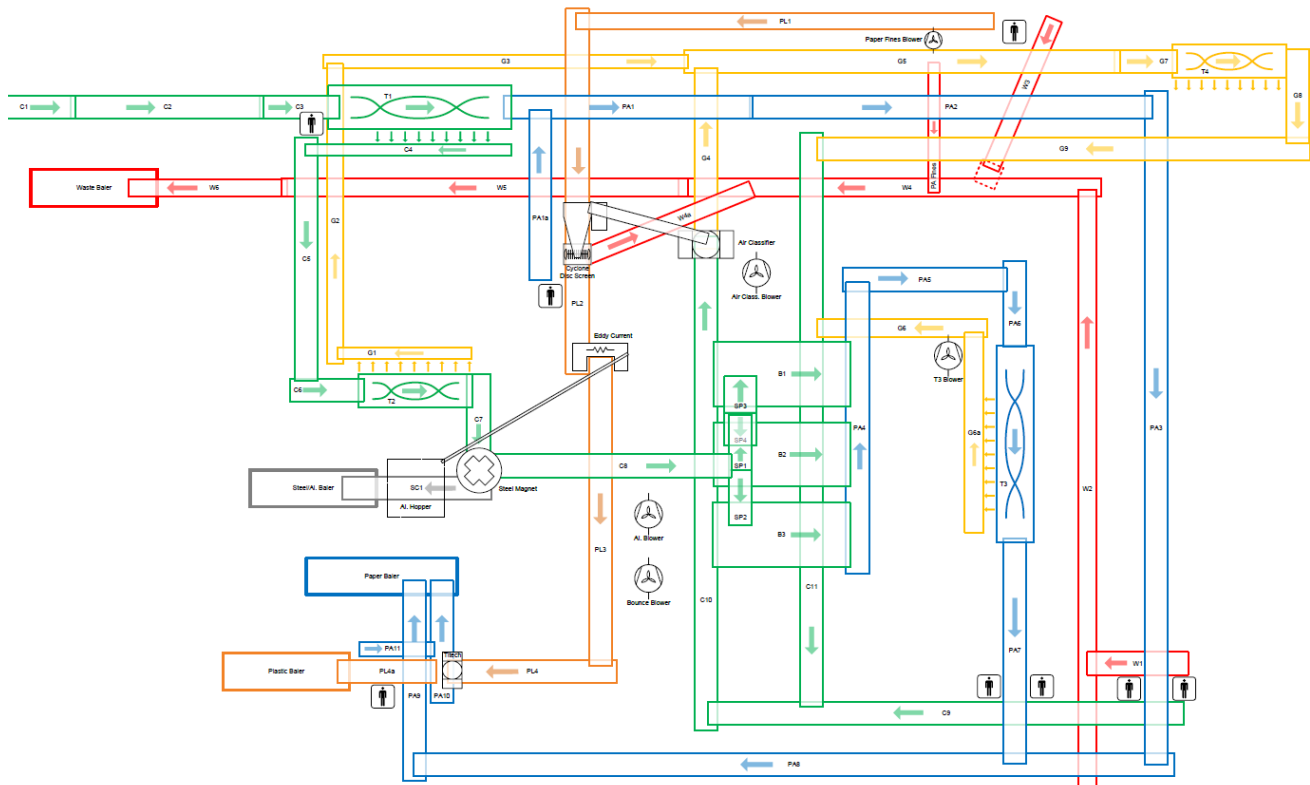 PL1
Paper Fines Blower
G3
G5
G7
T4
W3
C1
C2
C3
T1
PA1
PA2
G8
C4
G4
G9
PA Fines
Waste Baler
W6
W5
W4
G2
PA1a
W4a
C5
Air Classifier
Cyclone
Disc Screen
Air Class. Blower
PL2
PA5
PA6
G6
Eddy Current
G1
T3 Blower
C6
T2
B1
SP3
C7
SP4
PA4
G6a
PA3
C8
SP1
B2
T3
W2
Steel/Al. Baler
SC1
Steel Magnet
Al. Hopper
SP2
B3
Al. Blower
PL3
Paper Baler
Bounce Blower
C10
C11
PA11
Titech
PA7
W1
Plastic Baler
PL4a
PL4
PA9
PA10
C9
PA8